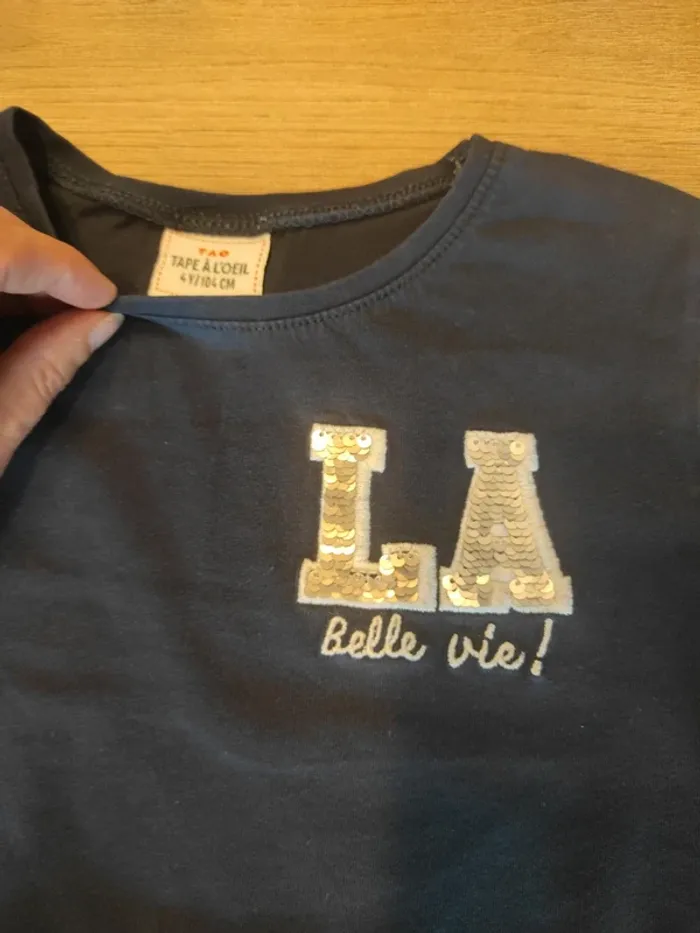 TAO
TAPE À L'OEIL
4Y/104 CM
LA
Belle vie!